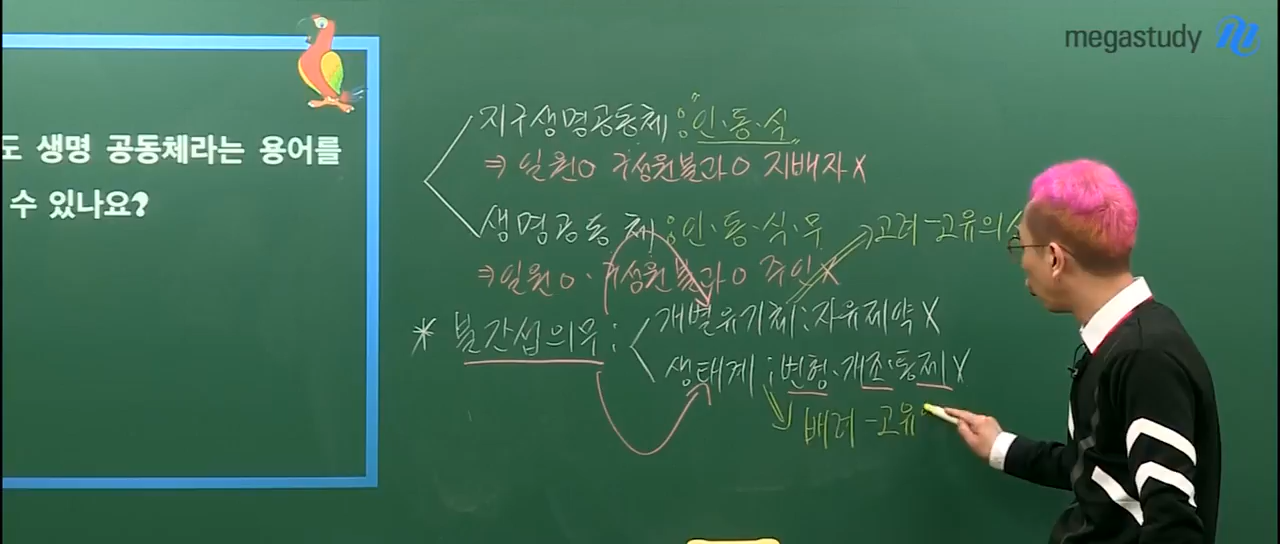 megastudy
도 생명 공동체라는 용어를
수 있나요?
지구생명공동체 : "인·동·식"
⇒ 일원O 구성원불과O 지배자X
생명공동체 : 인·동·식·무
⇒ 일원O·구성원불과O 주인X
고려-고유의
* 불간섭의무 :
개별유기체 : 자유제약X
생태계 : 변형·개조·통제X
배려-고유